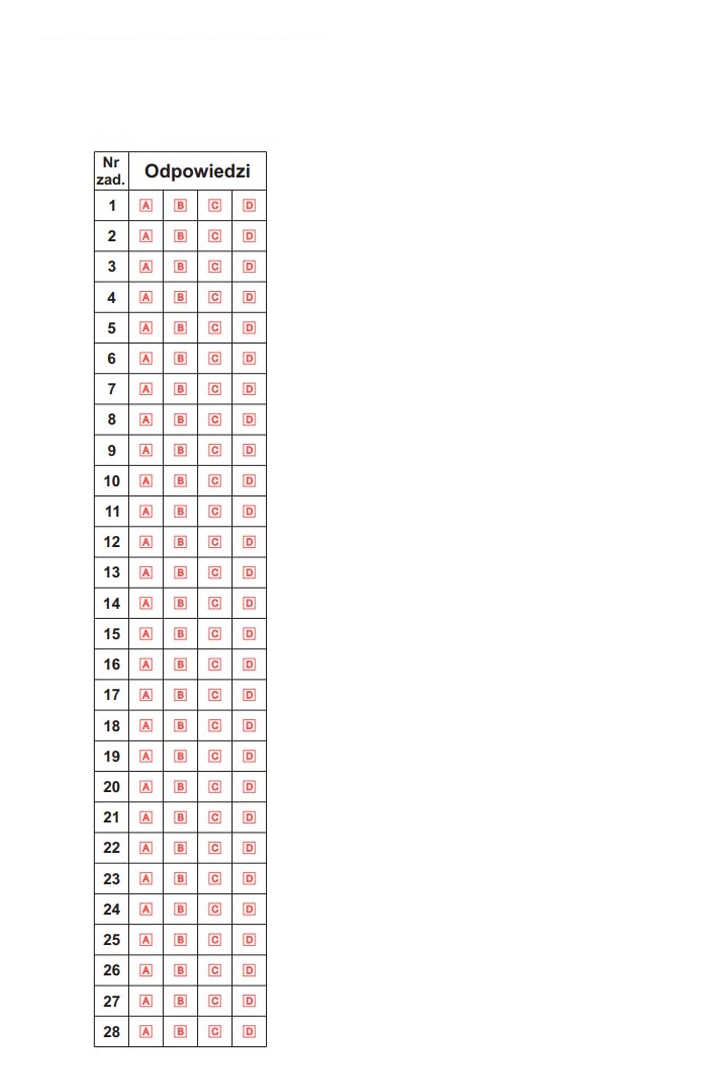 Nr zad. Odpowiedzi
1 A B C D
2 A B C D
3 A B C D
4 A B C D
5 A B C D
6 A B C D
7 A B C D
8 A B C D
9 A B C D
10 A B C D
11 A B C D
12 A B C D
13 A B C D
14 A B C D
15 A B C D
16 A B C D
17 A B C D
18 A B C D
19 A B C D
20 A B C D
21 A B C D
22 A B C D
23 A B C D
24 A B C D
25 A B C D
26 A B C D
27 A B C D
28 A B C D